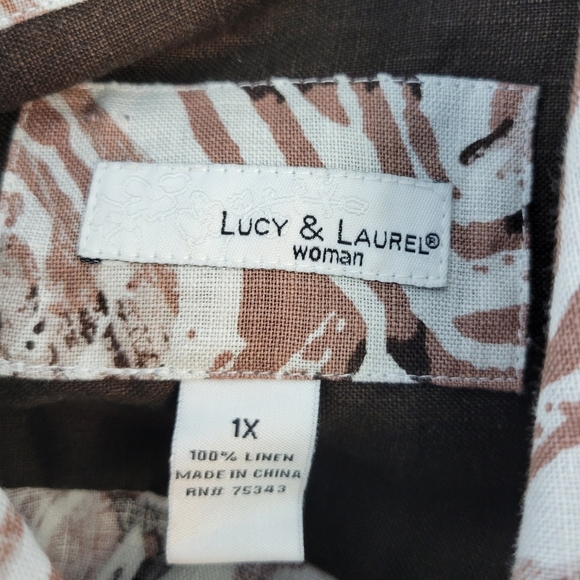 LUCY & LAUREL®
woman
1X
100% LINEN
MADE IN CHINA
RN# 75343